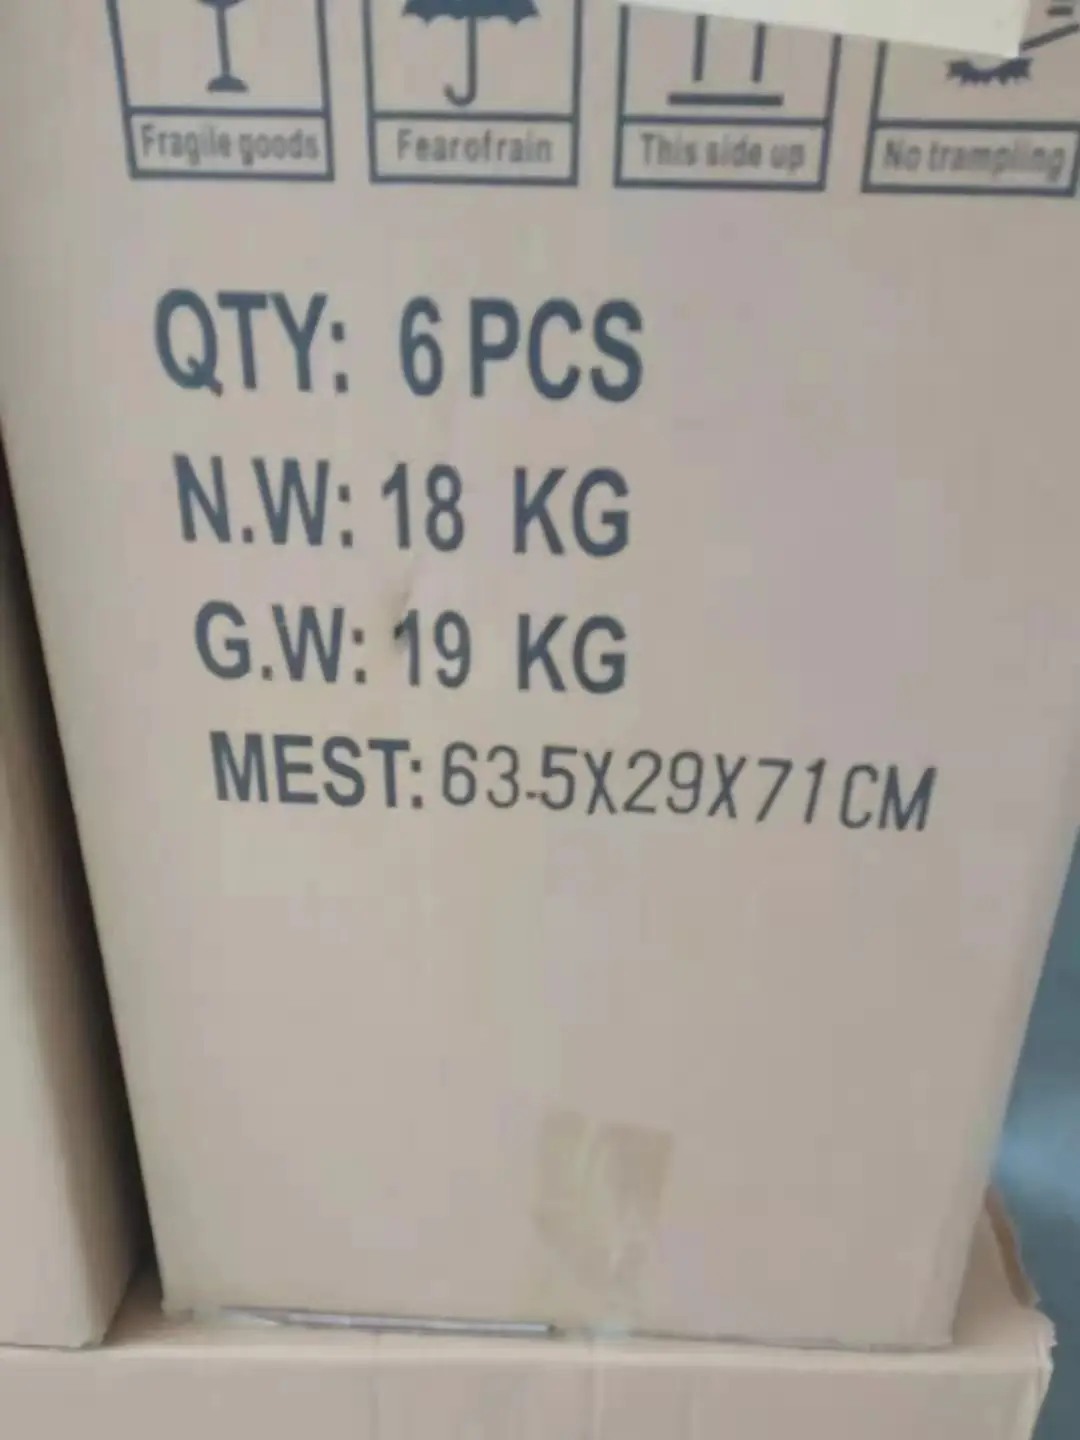 Fragile goods Fearofrain This side up No trampling
QTY: 6 PCS
N.W: 18 KG
G.W: 19 KG
MEST: 63.5X29X71CM